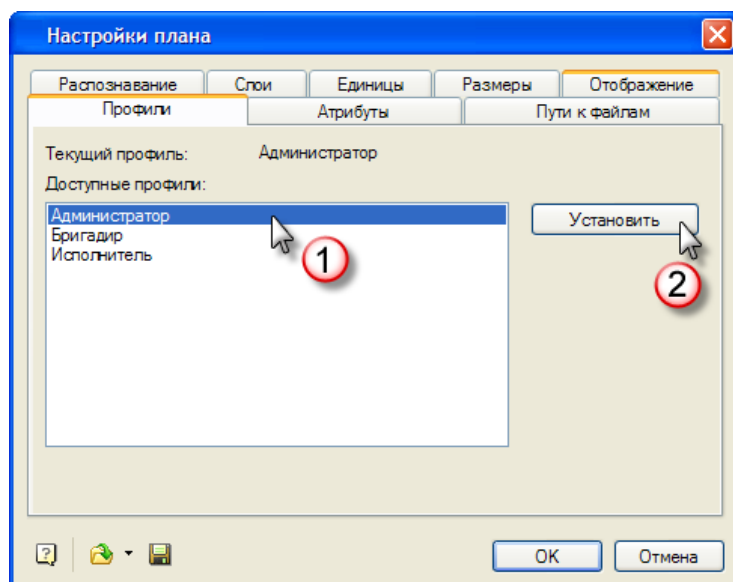 Настройки плана
Распознавание Слои Единицы Размеры Отображение
Профили Атрибуты Пути к файлам
Текущий профиль: Администратор
Доступные профили:
Администратор Установить
Бригадир
Исполнитель
1
2
?
OK Отмена